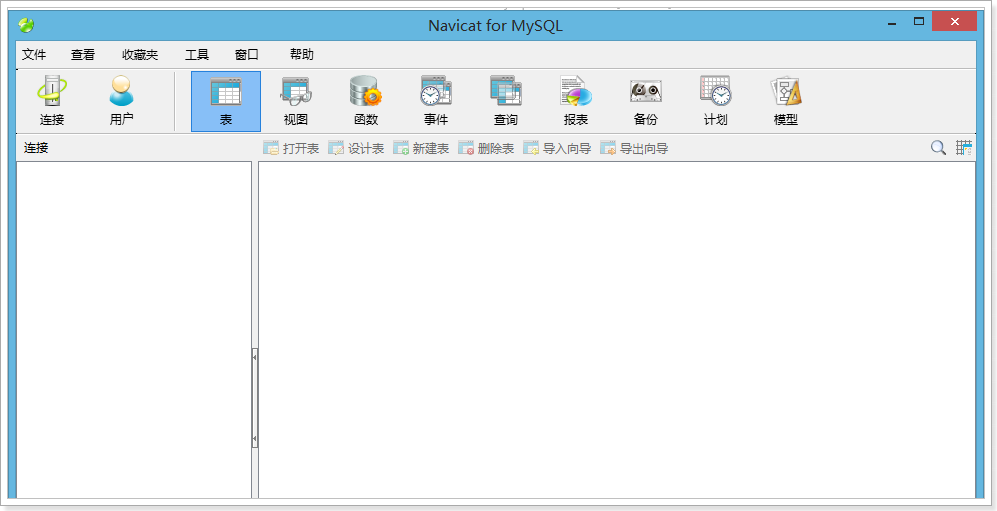 Navicat for MySQL
文件 查看 收藏夹 工具 窗口 帮助
连接 用户 表 视图 函数 事件 查询 报表 备份 计划 模型
连接 打开表 设计表 新建表 删除表 导入向导 导出向导